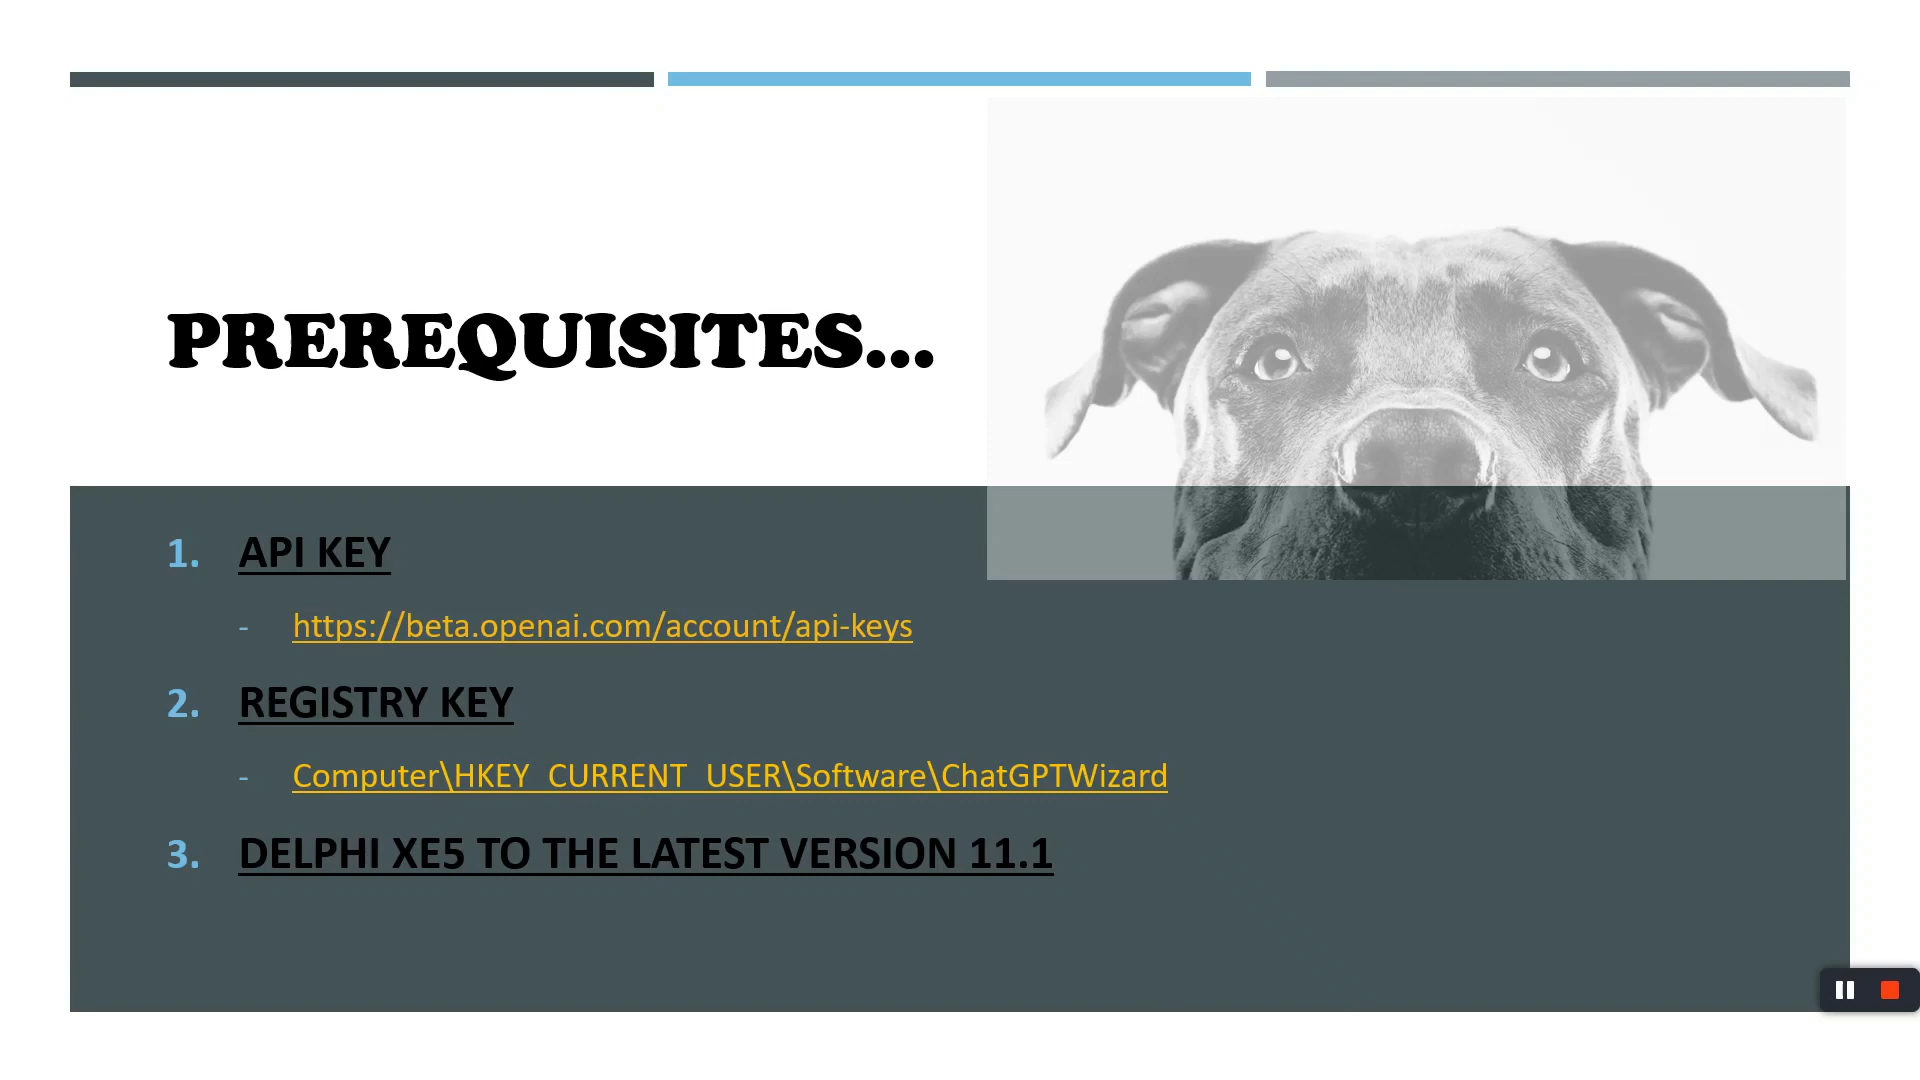 PREREQUISITES...
1. API KEY
- https://beta.openai.com/account/api-keys
2. REGISTRY KEY
- Computer\HKEY_CURRENT_USER\Software\ChatGPTWizard
3. DELPHI XE5 TO THE LATEST VERSION 11.1